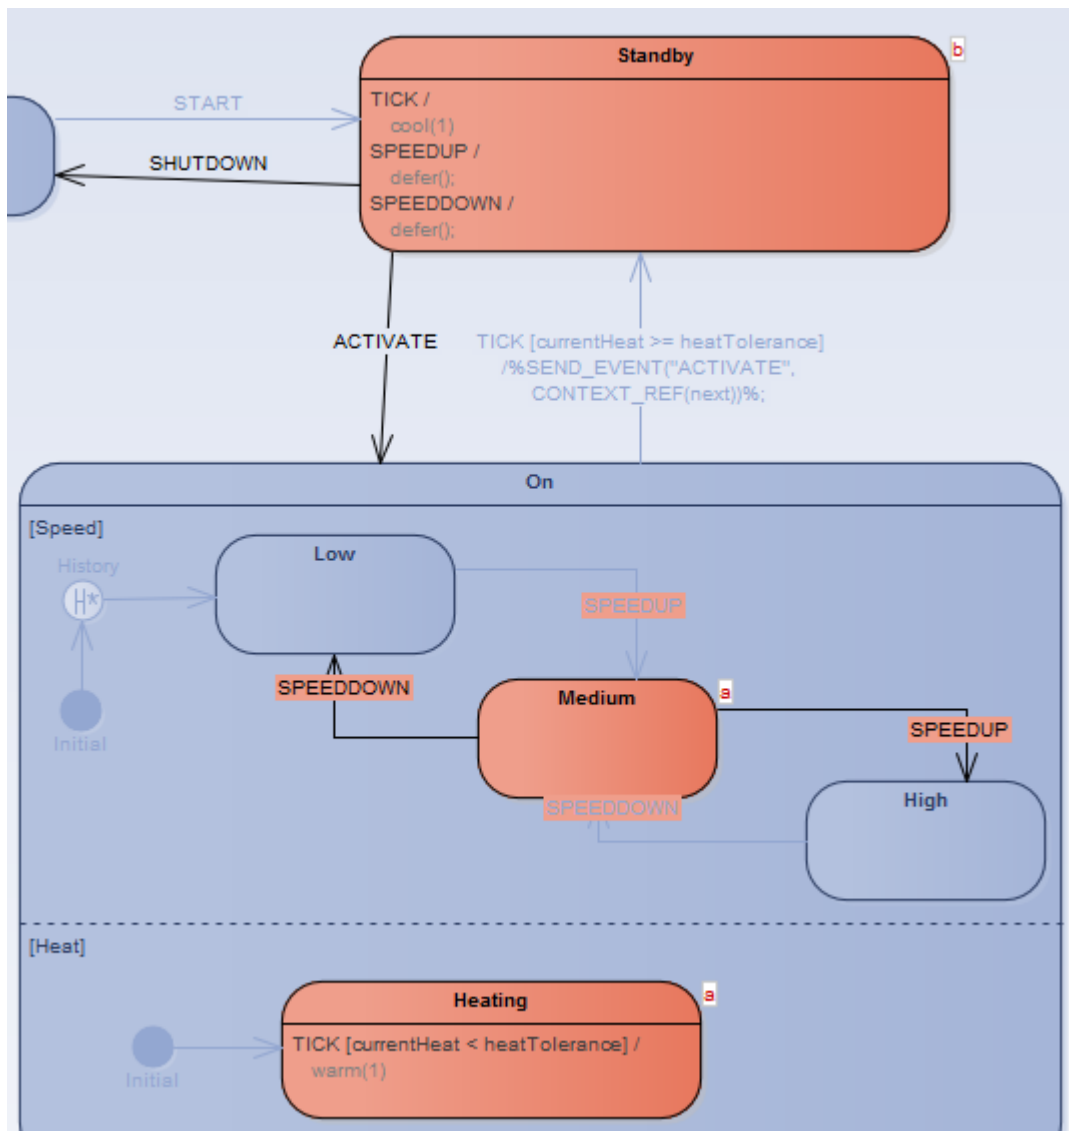 Standby
b
START
TICK /
cool(1)
SPEEDUP /
defer();
SPEEDDOWN /
defer();
SHUTDOWN
ACTIVATE
TICK [currentHeat >= heatTolerance]
/%SEND_EVENT("ACTIVATE",
CONTEXT_REF(next))%;
On
[Speed]
History
H*
Initial
Low
SPEEDUP
SPEEDDOWN
Medium
a
SPEEDUP
SPEEDDOWN
High
[Heat]
Initial
Heating
a
TICK [currentHeat < heatTolerance] /
warm(1)